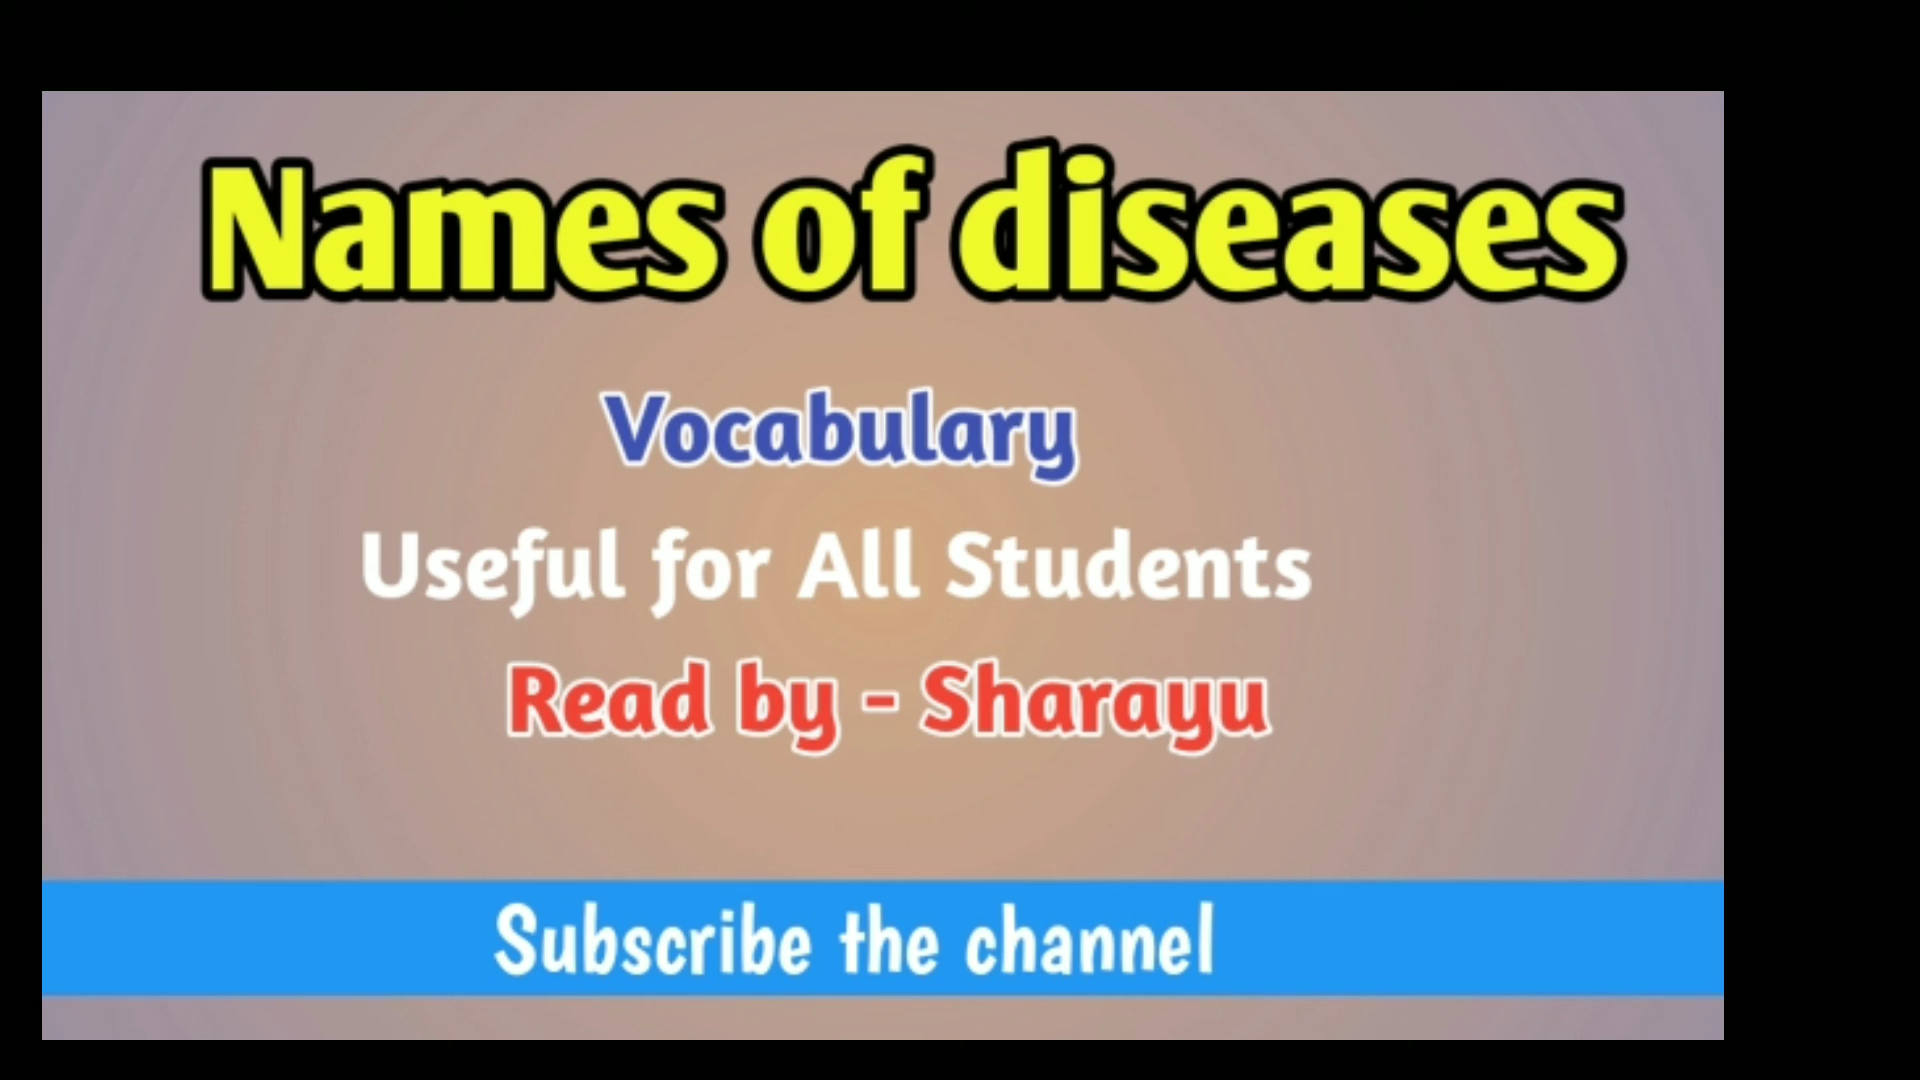 Names of diseases
Vocabulary
Useful for All Students
Read by - Sharayu
Subscribe the channel